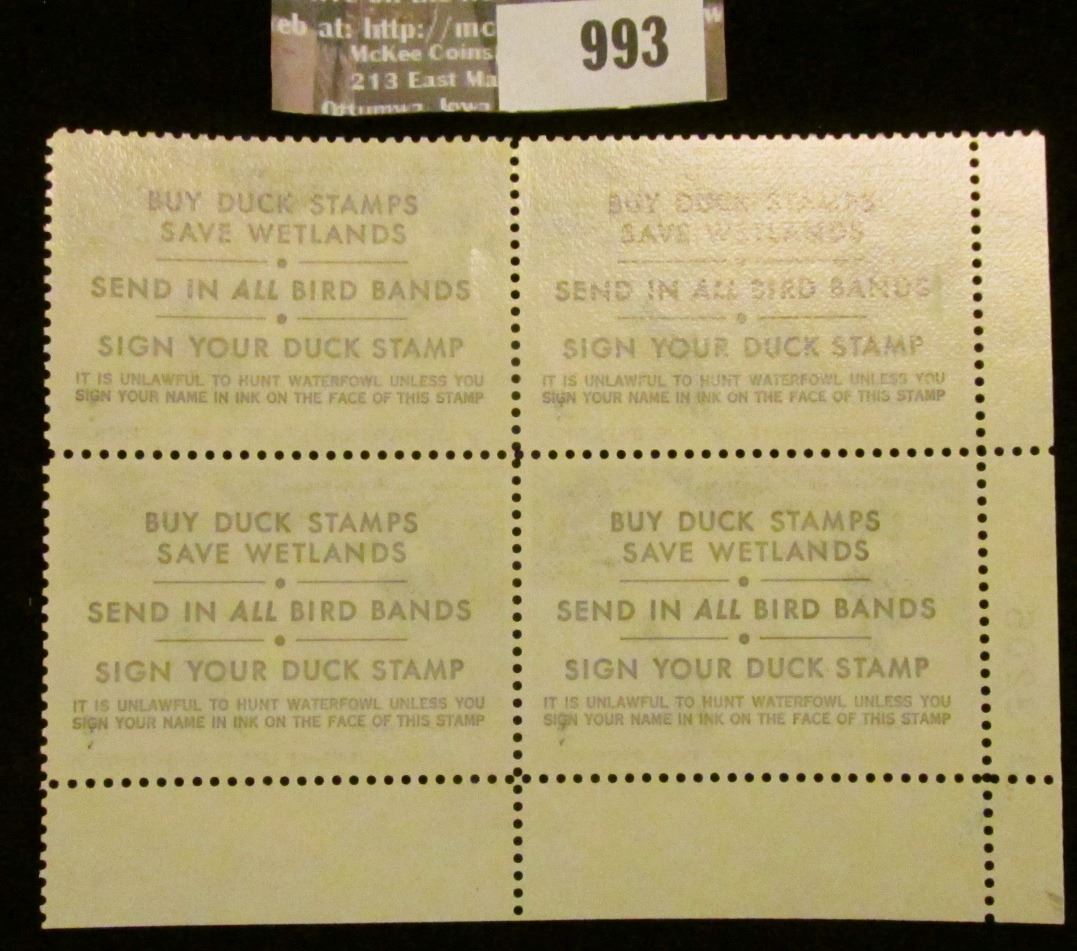 eb at: http://mc
McKee Coins
213 East Ma
Ottumwa, Iowa
993
BUY DUCK STAMPS
SAVE WETLANDS
SEND IN ALL BIRD BANDS
SIGN YOUR DUCK STAMP
IT IS UNLAWFUL TO HUNT WATERFOWL UNLESS YOU
SIGN YOUR NAME IN INK ON THE FACE OF THIS STAMP
BUY DUCK STAMPS
SAVE WETLANDS
SEND IN ALL BIRD BANDS
SIGN YOUR DUCK STAMP
IT IS UNLAWFUL TO HUNT WATERFOWL UNLESS YOU
SIGN YOUR NAME IN INK ON THE FACE OF THIS STAMP
BUY DUCK STAMPS
SAVE WETLANDS
SEND IN ALL BIRD BANDS
SIGN YOUR DUCK STAMP
IT IS UNLAWFUL TO HUNT WATERFOWL UNLESS YOU
SIGN YOUR NAME IN INK ON THE FACE OF THIS STAMP
BUY DUCK STAMPS
SAVE WETLANDS
SEND IN ALL BIRD BANDS
SIGN YOUR DUCK STAMP
IT IS UNLAWFUL TO HUNT WATERFOWL UNLESS YOU
SIGN YOUR NAME IN INK ON THE FACE OF THIS STAMP